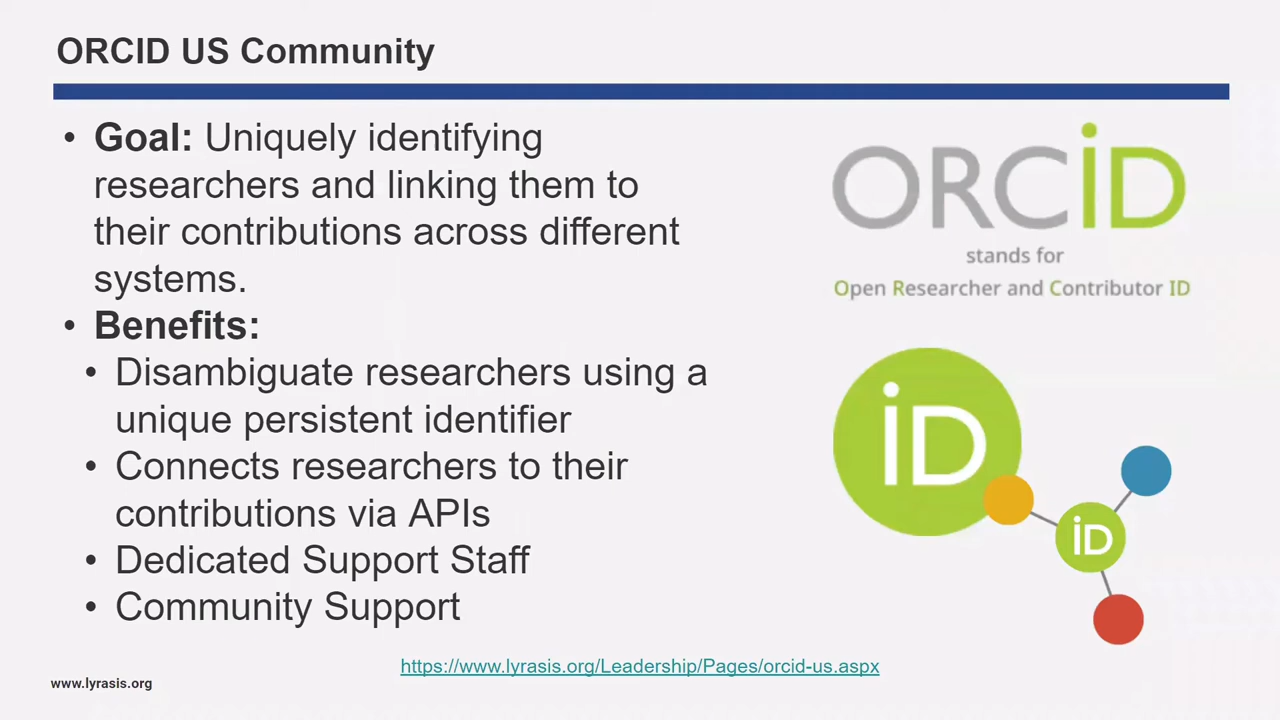 ORCID US Community
• Goal: Uniquely identifying
researchers and linking them to
their contributions across different
systems.
• Benefits:
• Disambiguate researchers using a
unique persistent identifier
• Connects researchers to their
contributions via APIs
• Dedicated Support Staff
• Community Support
ORCiD
stands for
Open Researcher and Contributor ID
iD
iD
https://www.lyrasis.org/Leadership/Pages/orcid-us.aspx
www.lyrasis.org